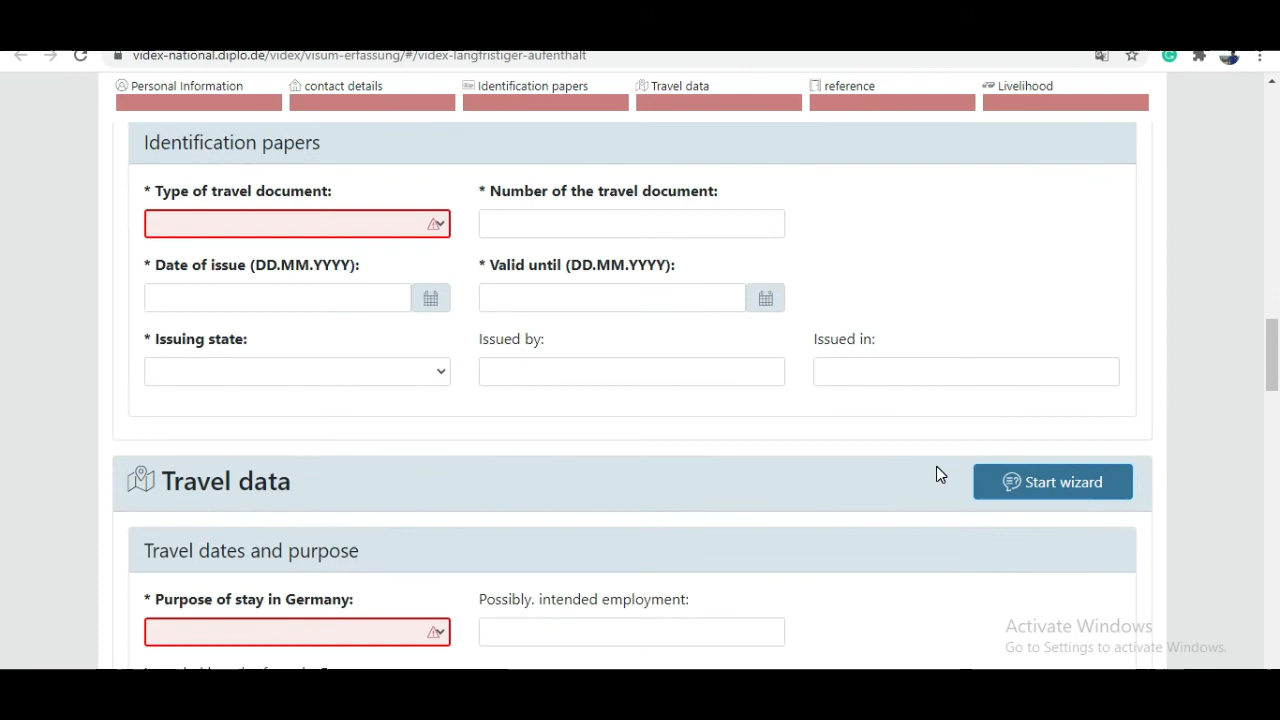 videx-national.diplo.de/videx/visum-erfassung/#/videx-langfristiger-aufenthalt
Personal Information contact details Identification papers Travel data reference Livelihood
Identification papers
* Type of travel document: * Number of the travel document:
* Date of issue (DD.MM.YYYY): * Valid until (DD.MM.YYYY):
* Issuing state: Issued by: Issued in:
Travel data Start wizard
Travel dates and purpose
* Purpose of stay in Germany: Possibly. intended employment:
Activate Windows
Go to Settings to activate Windows.